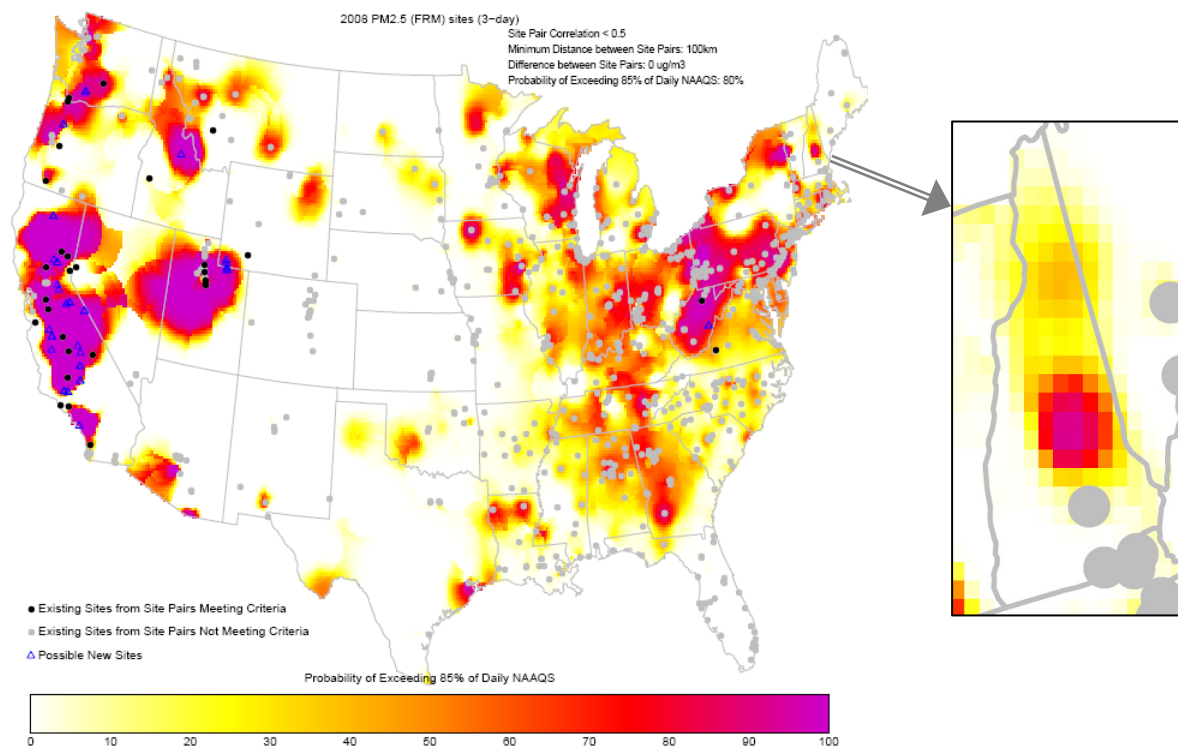 2008 PM2.5 (FRM) sites (3-day)
Site Pair Correlation < 0.5
Minimum Distance between Site Pairs: 100km
Difference between Site Pairs: 0 ug/m3
Probability of Exceeding 85% of Daily NAAQS: 80%
Existing Sites from Site Pairs Meeting Criteria
Existing Sites from Site Pairs Not Meeting Criteria
Possible New Sites
Probability of Exceeding 85% of Daily NAAQS
0 10 20 30 40 50 60 70 80 90 100